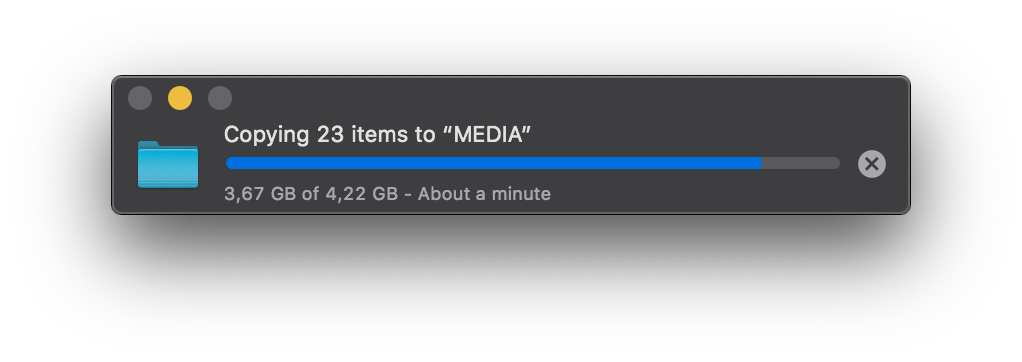 Copying 23 items to “MEDIA”
3,67 GB of 4,22 GB - About a minute